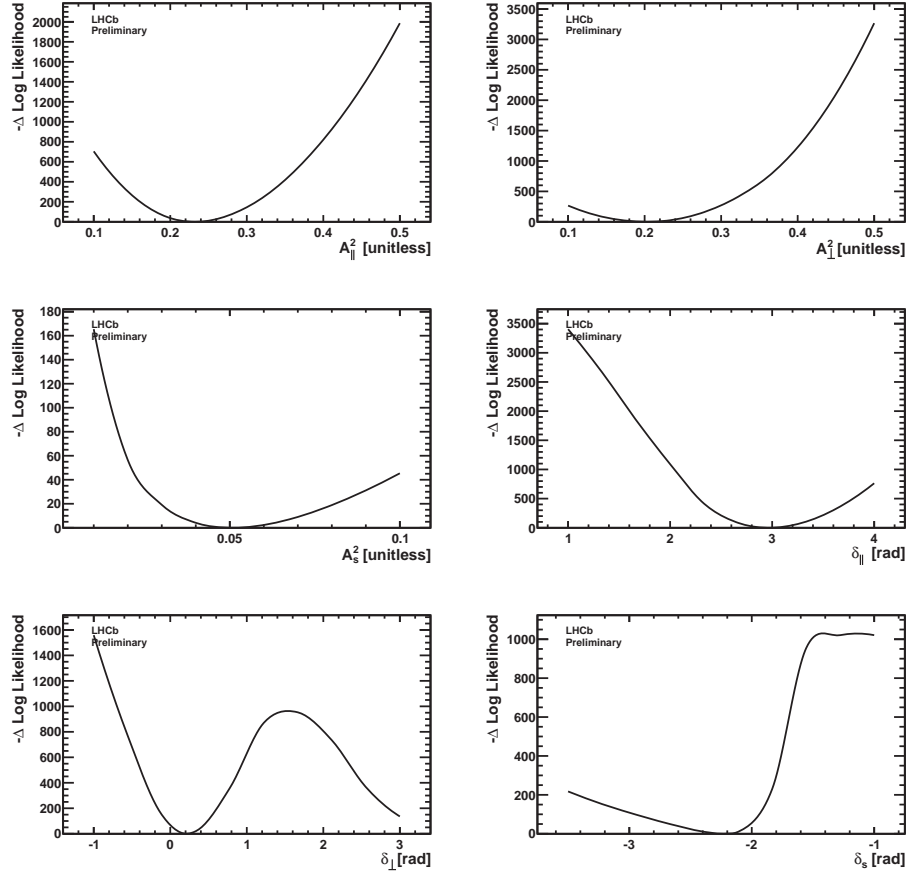 -Δ Log Likelihood
LHCb
Preliminary
2000
1800
1600
1400
1200
1000
800
600
400
200
0
0.1 0.2 0.3 0.4 0.5
A²∥ [unitless]
-Δ Log Likelihood
LHCb
Preliminary
3500
3000
2500
2000
1500
1000
500
0
0.1 0.2 0.3 0.4 0.5
A²⊥ [unitless]
-Δ Log Likelihood
LHCb
Preliminary
180
160
140
120
100
80
60
40
20
0
0.05 0.1
A²s [unitless]
-Δ Log Likelihood
LHCb
Preliminary
3500
3000
2500
2000
1500
1000
500
0
1 2 3 4
δ∥ [rad]
-Δ Log Likelihood
LHCb
Preliminary
1600
1400
1200
1000
800
600
400
200
0
-1 0 1 2 3
δ⊥ [rad]
-Δ Log Likelihood
LHCb
Preliminary
1000
800
600
400
200
0
-3 -2 -1
δs [rad]